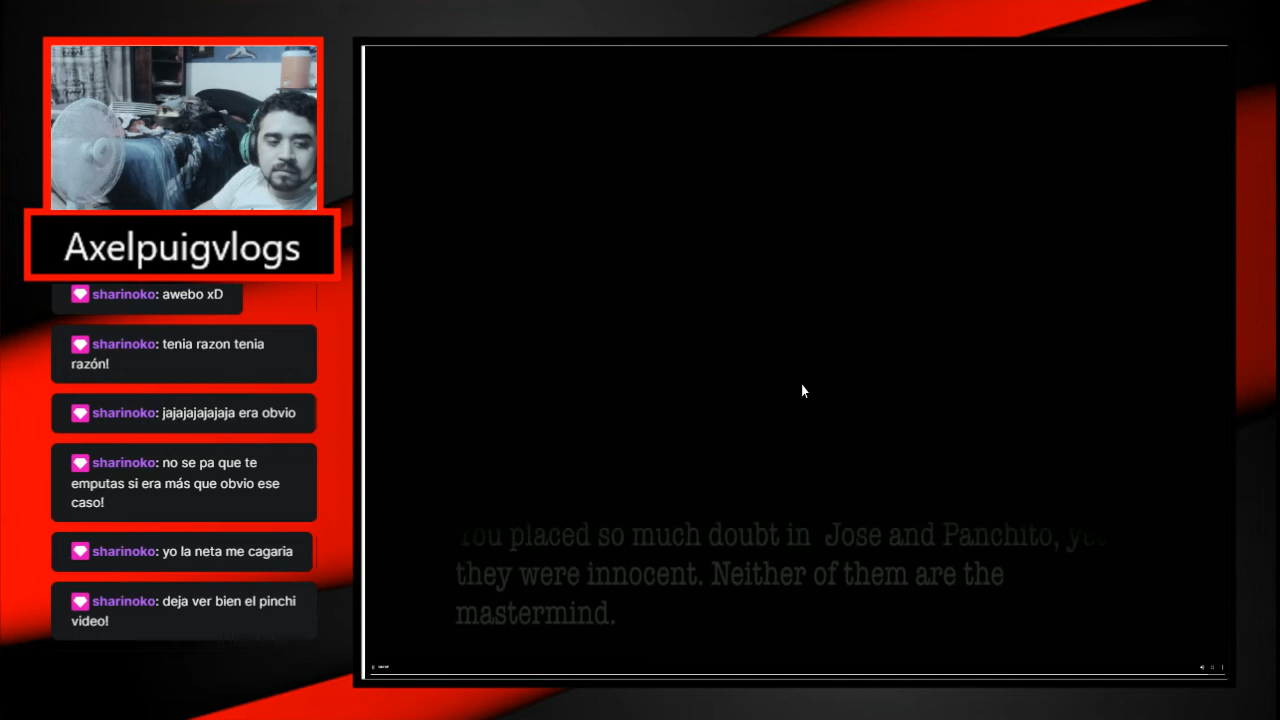 Axelpuigvlogs
sharinoko: awebo xD
sharinoko: tenia razon tenia
razón!
sharinoko: jajajajajajaja era obvio
sharinoko: no se pa que te
emputas si era más que obvio ese
caso!
sharinoko: yo la neta me cagaria
sharinoko: deja ver bien el pinchi
video!
You placed so much doubt in Jose and Panchito, yet
they were innocent. Neither of them are the
mastermind.